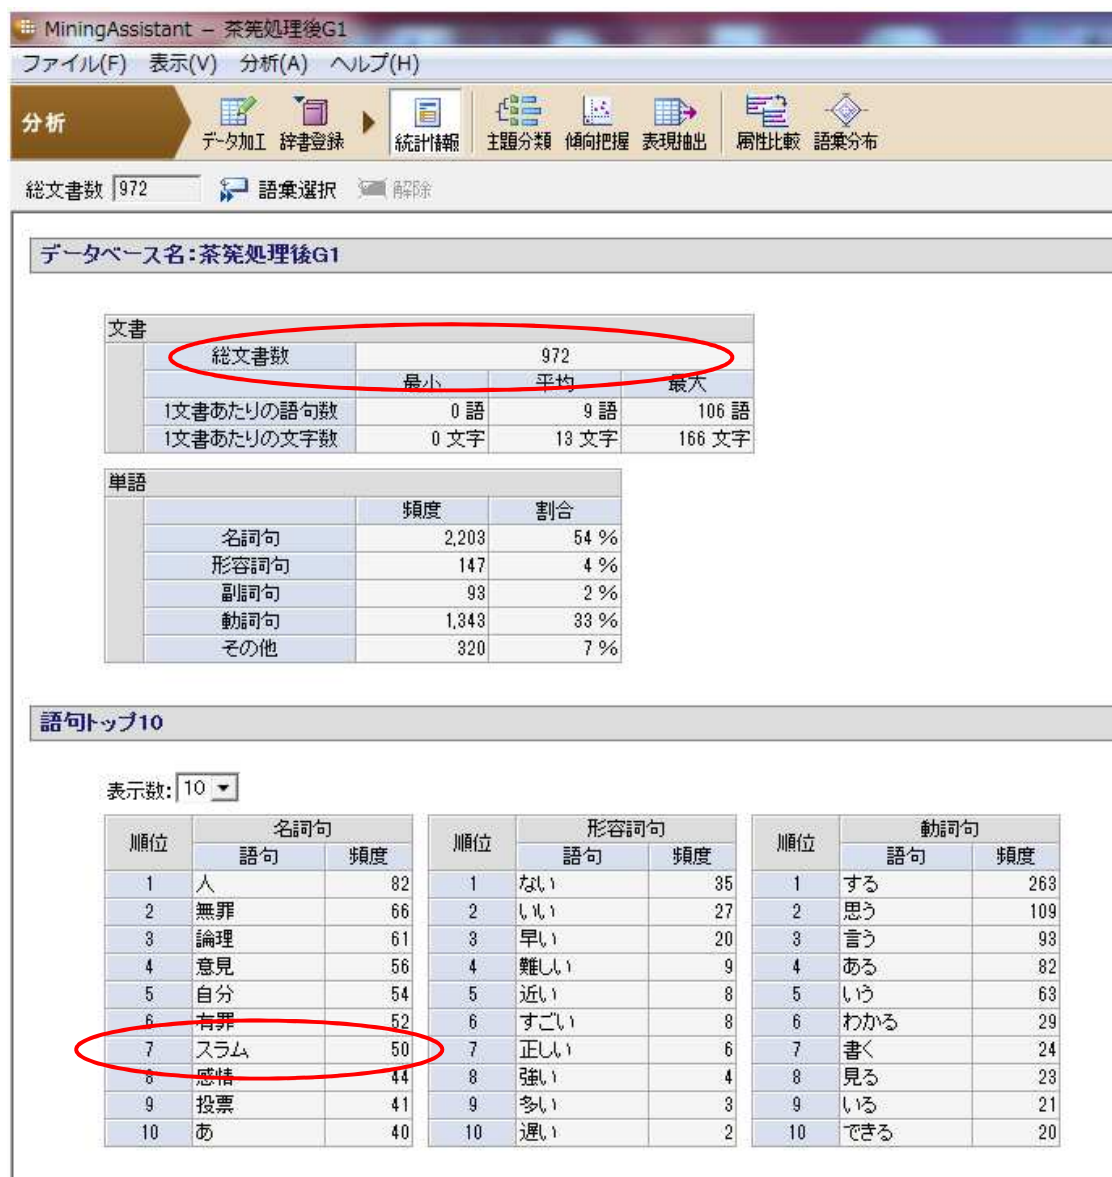 MiningAssistant － 茶筅処理後G1
ファイル(F) 表示(V) 分析(A) ヘルプ(H)
分析 データ加工 辞書登録 統計情報 主題分類 傾向把握 表現抽出 属性比較 語彙分布
総文書数 972 語彙選択 解除
データベース名:茶筅処理後G1
文書
総文書数 972
最小 平均 最大
1文書あたりの語句数 0 語 9 語 106 語
1文書あたりの文字数 0 文字 13 文字 166 文字
単語
頻度 割合
名詞句 2,203 54 %
形容詞句 147 4 %
副詞句 93 2 %
動詞句 1,343 33 %
その他 320 7 %
語句トップ10
表示数: 10
順位 名詞句 順位 形容詞句 順位 動詞句
語句 頻度 語句 頻度 語句 頻度
1 人 82 1 ない 35 1 する 263
2 無罪 66 2 いい 27 2 思う 109
3 論理 61 3 早い 20 3 言う 93
4 意見 56 4 難しい 9 4 ある 82
5 自分 54 5 近い 8 5 いう 63
6 有罪 52 6 すごい 8 6 わかる 29
7 スラム 50 7 正しい 6 7 書く 24
8 感情 44 8 強い 4 8 見る 23
9 投票 41 9 多い 3 9 いる 21
10 あ 40 10 遅い 2 10 できる 20